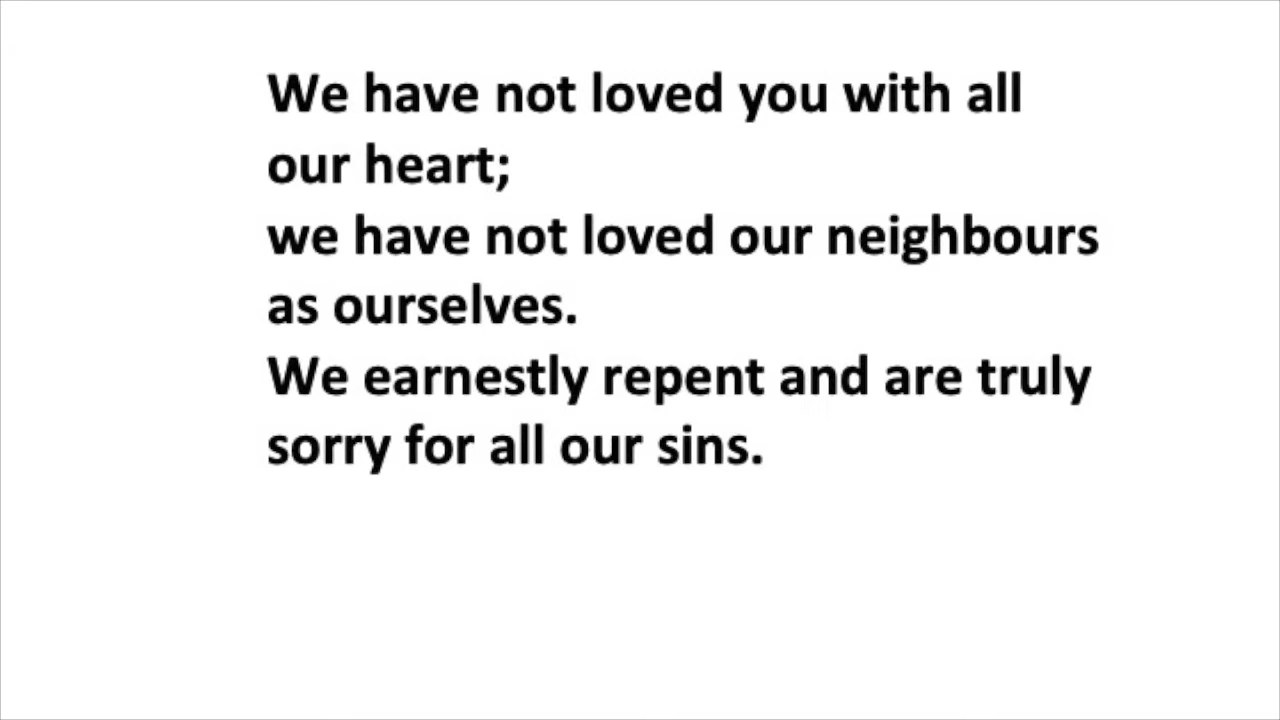 We have not loved you with all
our heart;
we have not loved our neighbours
as ourselves.
We earnestly repent and are truly
sorry for all our sins.